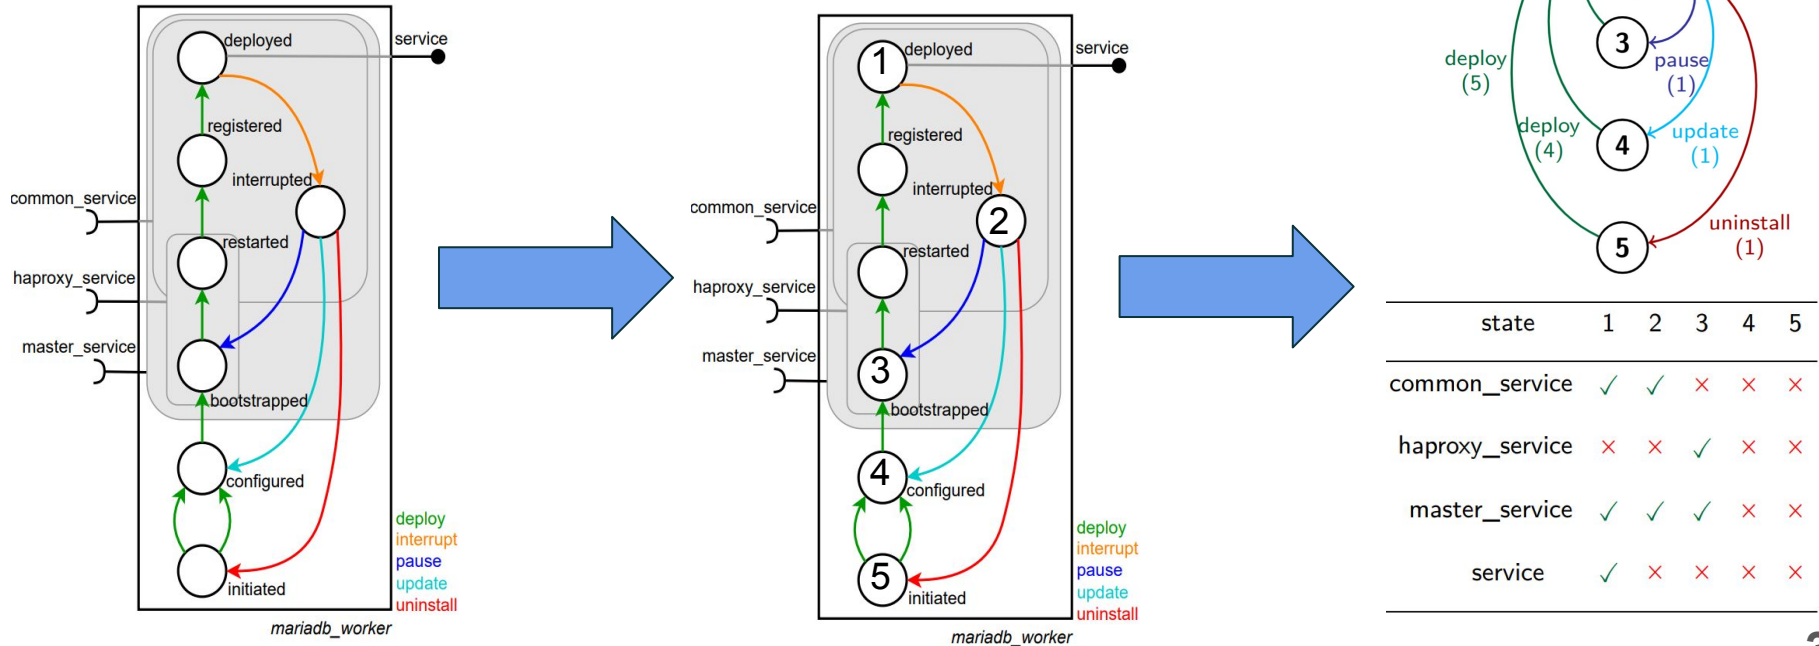 deployed
service
registered
interrupted
common_service
restarted
haproxy_service
master_service
bootstrapped
configured
deploy
interrupt
pause
update
uninstall
initiated
mariadb_worker
1
deployed
service
registered
interrupted
2
common_service
restarted
haproxy_service
master_service
3
bootstrapped
4
configured
deploy
interrupt
pause
update
uninstall
5
initiated
mariadb_worker
3
deploy
(5)
pause
(1)
deploy
(4)
4
update
(1)
uninstall
(1)
5
state 1 2 3 4 5
common_service ✓ ✓ × × ×
haproxy_service × × ✓ × ×
master_service ✓ ✓ ✓ × ×
service ✓ × × × ×